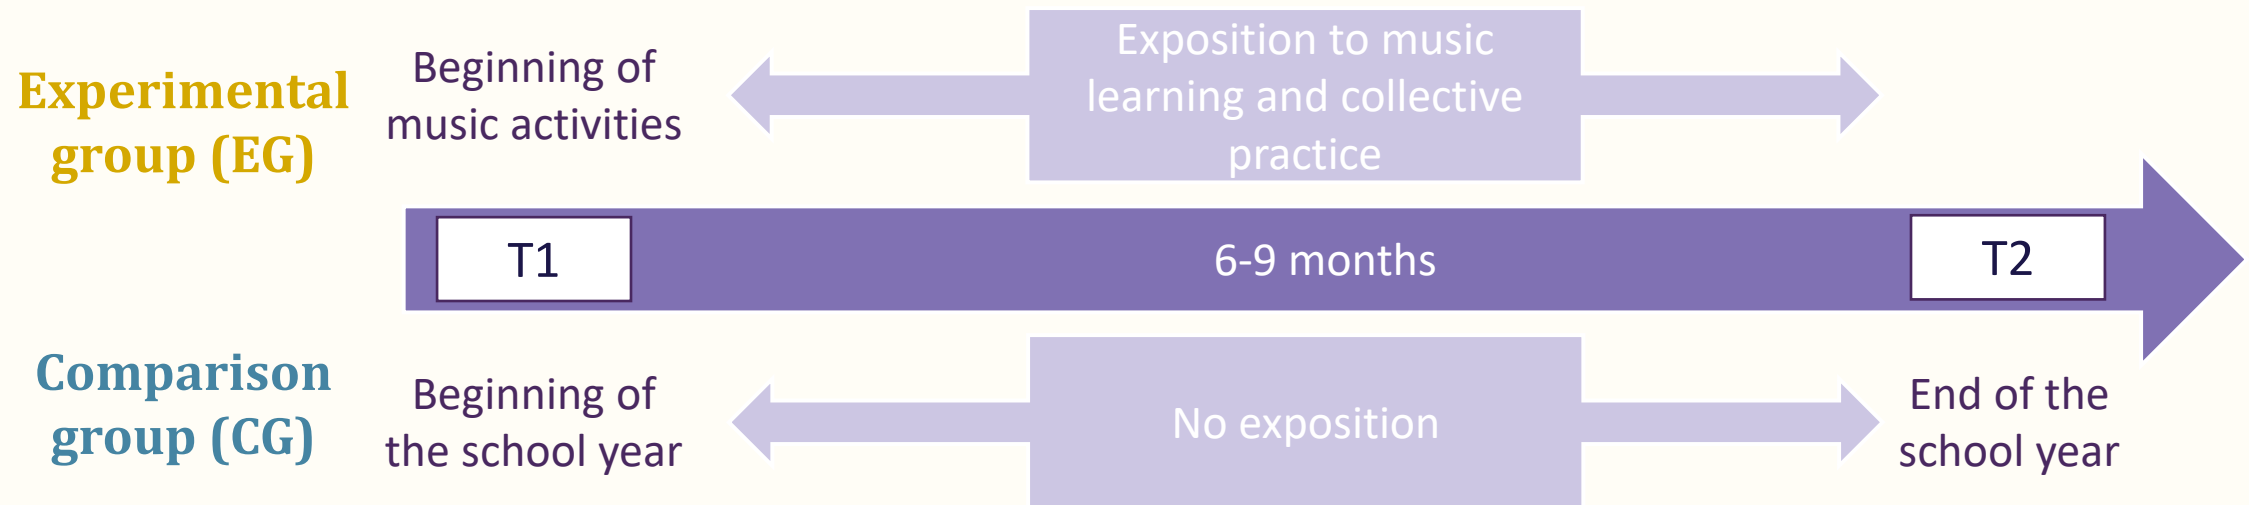 Experimental
group (EG)
Beginning of
music activities
Exposition to music
learning and collective
practice
T1
6-9 months
T2
Comparison
group (CG)
Beginning of
the school year
No exposition
End of the
school year